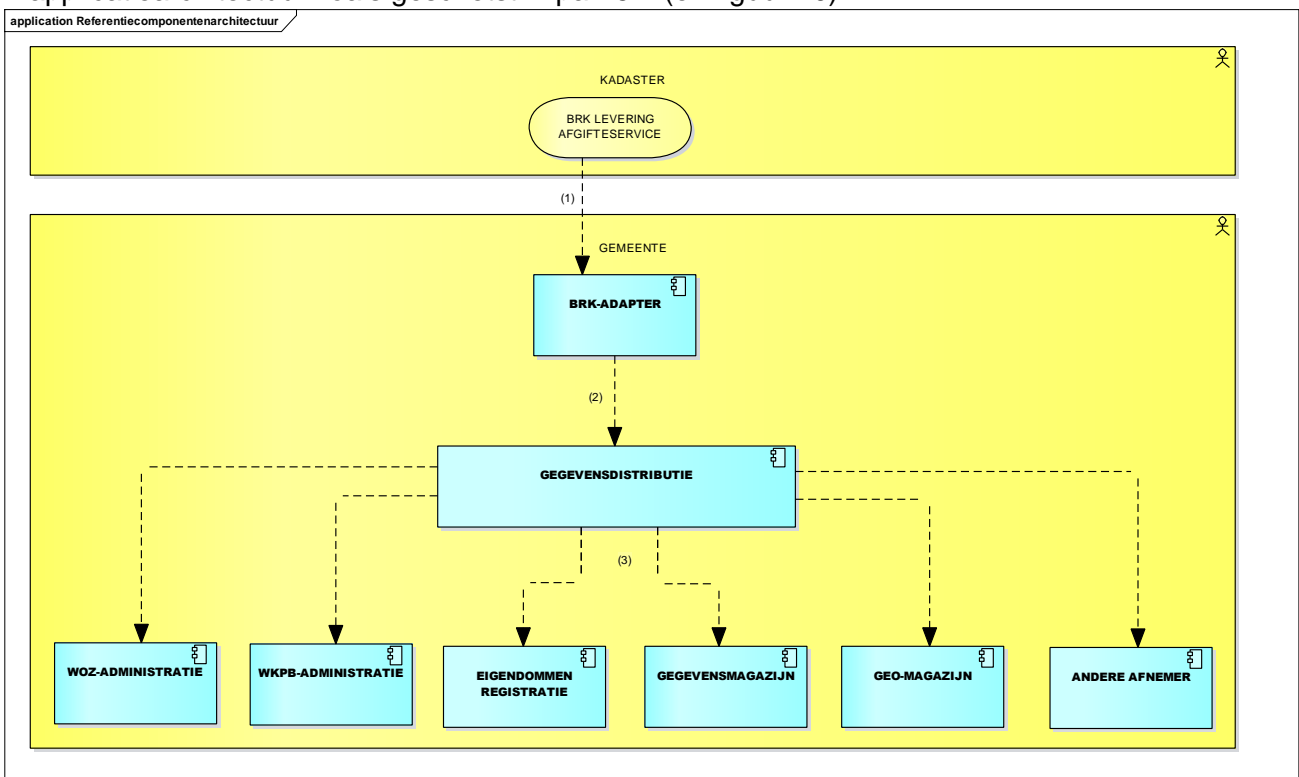 application Referentiecomponentenarchitectuur
KADASTER
BRK LEVERING
AFGIFTESERVICE
(1)
GEMEENTE
BRK-ADAPTER
(2)
GEGEVENSDISTRIBUTIE
(3)
WOZ-ADMINISTRATIE
WKPB-ADMINISTRATIE
EIGENDOMMEN
REGISTRATIE
GEGEVENSMAGAZIJN
GEO-MAGAZIJN
ANDERE AFNEMER